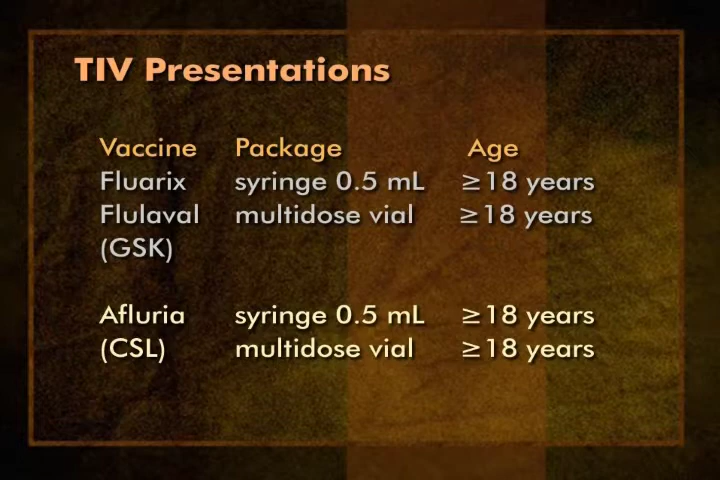 TIV Presentations
Vaccine Package Age
Fluarix syringe 0.5 mL ≥18 years
Flulaval multidose vial ≥18 years
(GSK)
Afluria syringe 0.5 mL ≥18 years
(CSL) multidose vial ≥18 years